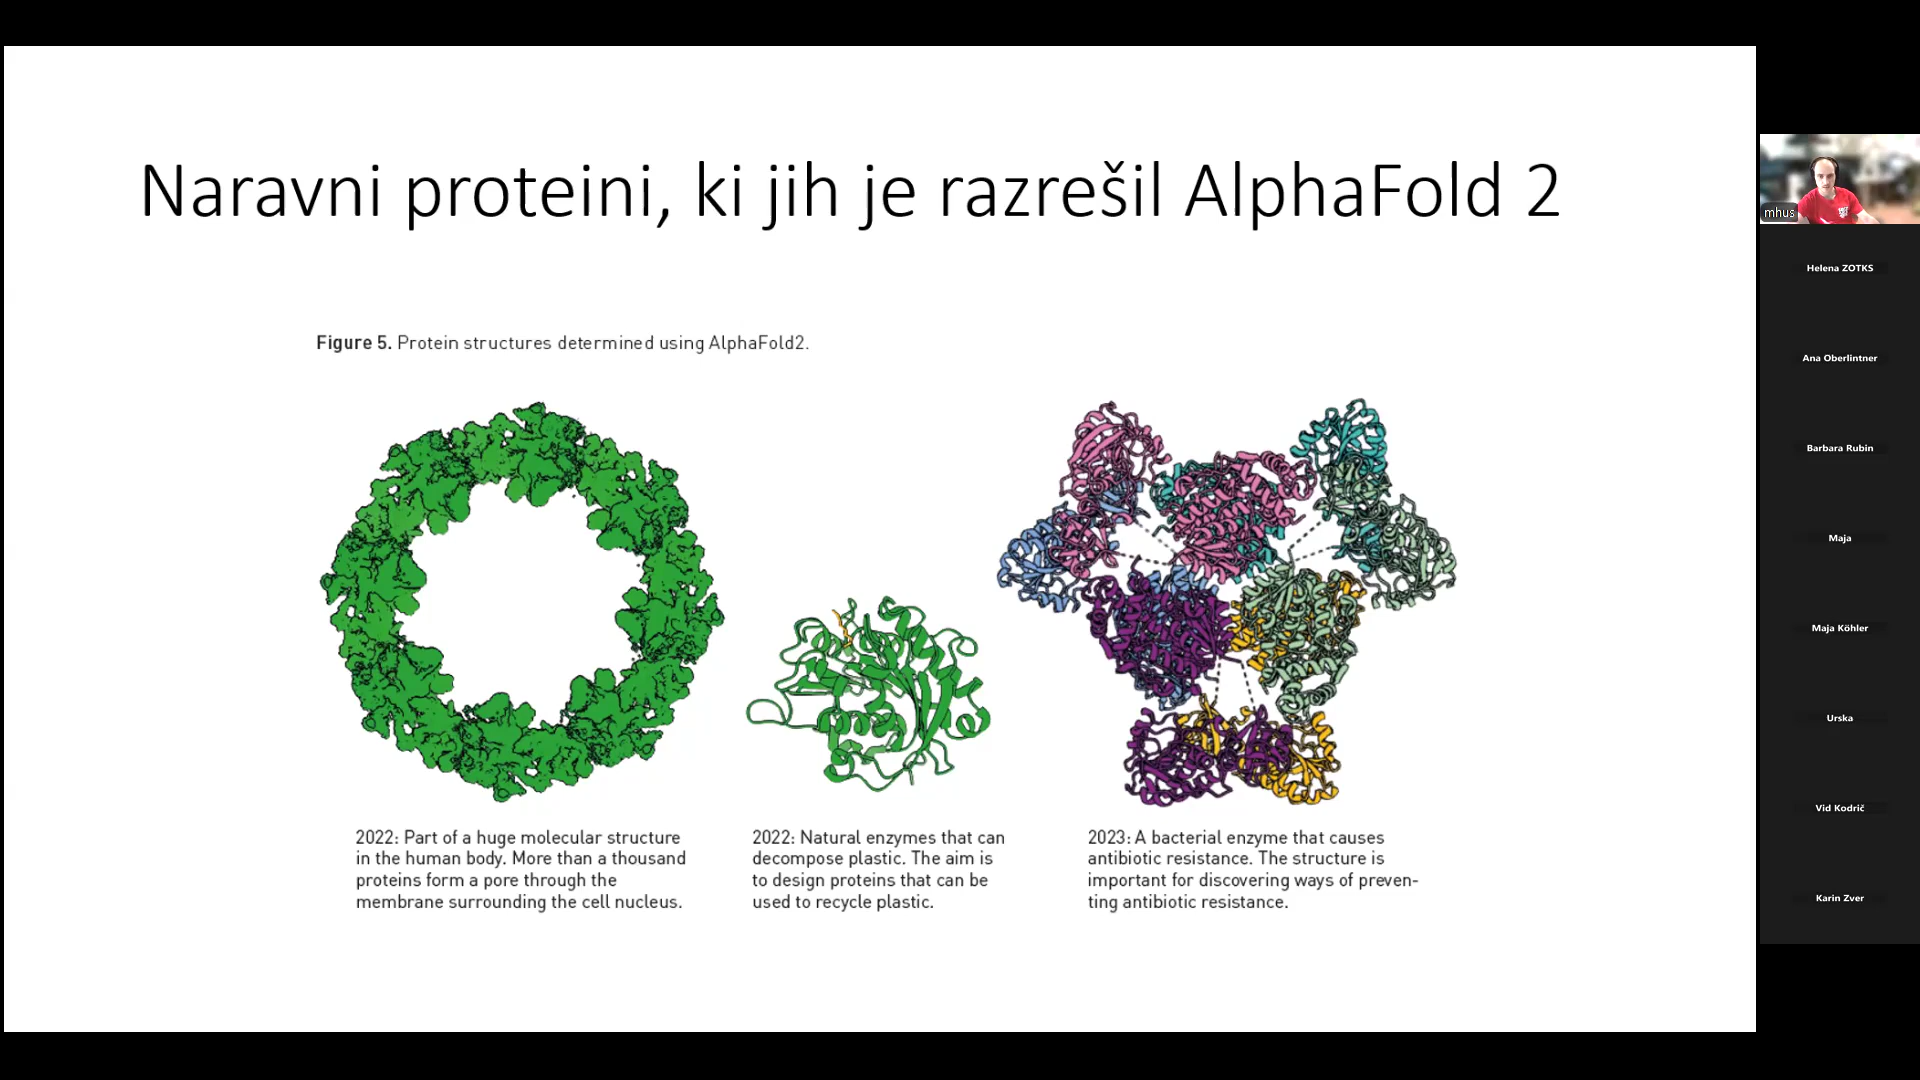 Naravni proteini, ki jih je razrešil AlphaFold 2
Figure 5. Protein structures determined using AlphaFold2.
2022: Part of a huge molecular structure
in the human body. More than a thousand
proteins form a pore through the
membrane surrounding the cell nucleus.
2022: Natural enzymes that can
decompose plastic. The aim is
to design proteins that can be
used to recycle plastic.
2023: A bacterial enzyme that causes
antibiotic resistance. The structure is
important for discovering ways of preven-
ting antibiotic resistance.
mhus
Helena ZOTKS
Ana Oberlintner
Barbara Rubin
Maja
Maja Köhler
Urska
Vid Kodrič
Karin Zver